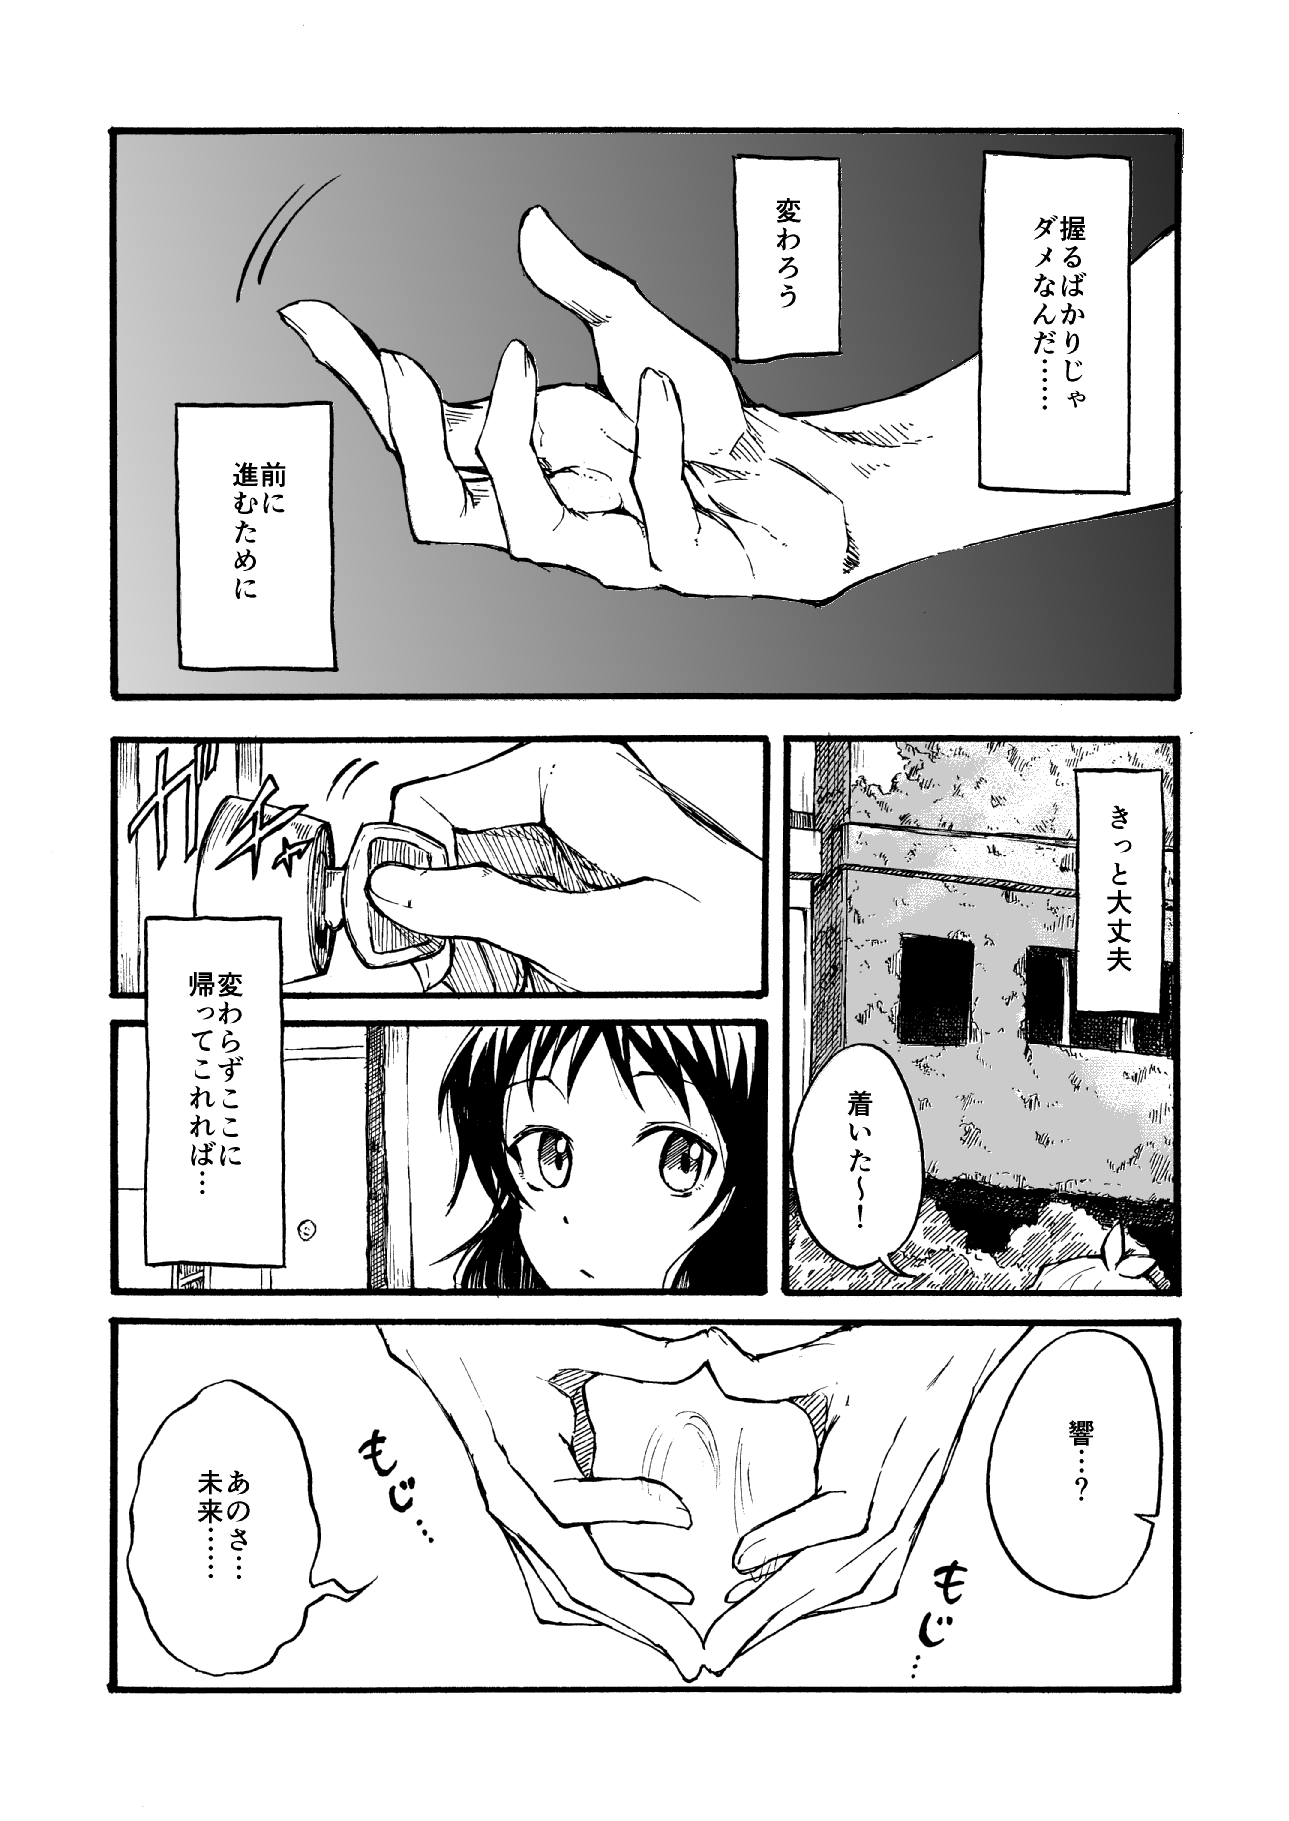 握るばかりじゃ
ダメなんだ……
変わろう
前に
進むために
きっと大丈夫
着いた～！
ガチャ
変わらずここに
帰ってこれれば…
響…？
もじ…
もじ…
あのさ…
未来……